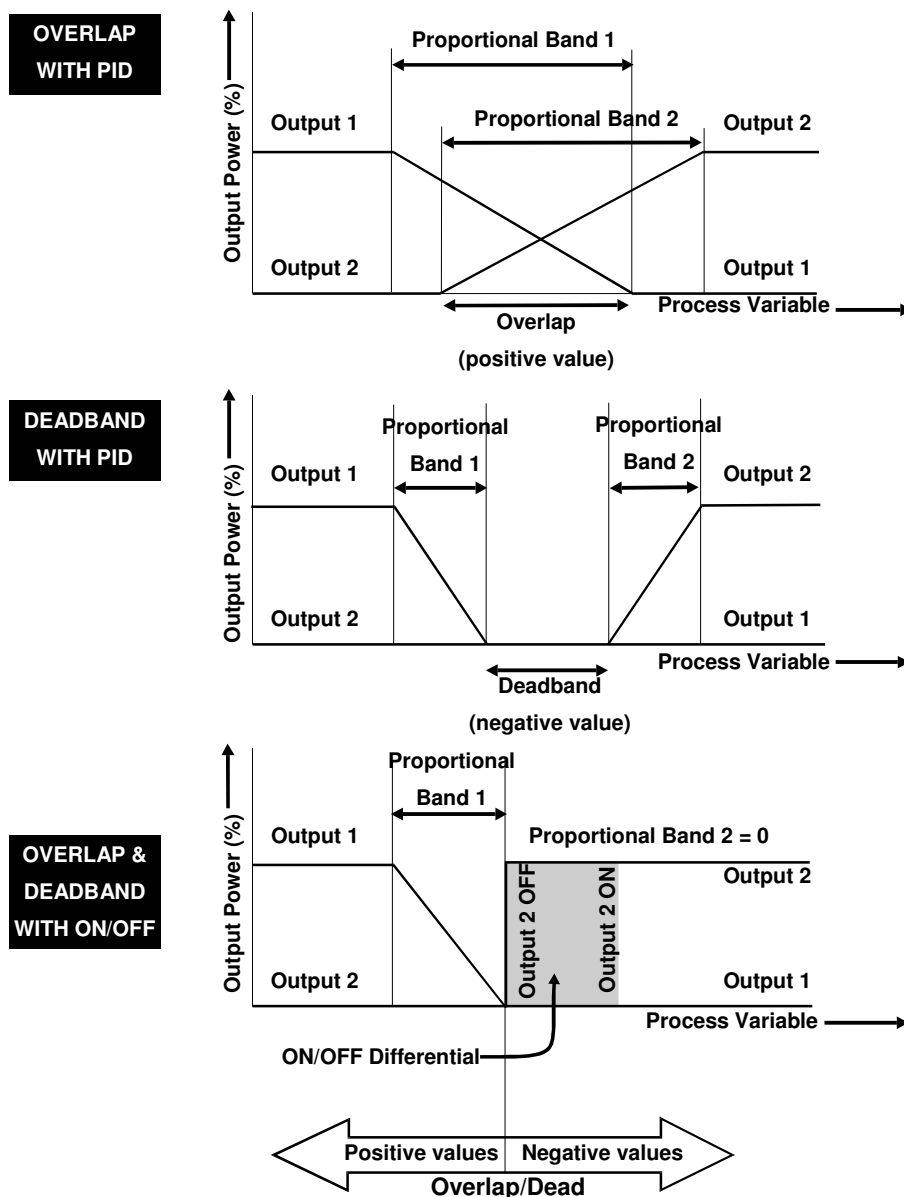 OVERLAP
WITH PID
Output Power (%)
Proportional Band 1
Output 1
Proportional Band 2
Output 2
Output 2
Output 1
Process Variable
Overlap
(positive value)
DEADBAND
WITH PID
Output Power (%)
Proportional
Band 1
Proportional
Band 2
Output 1
Output 2
Output 2
Output 1
Process Variable
Deadband
(negative value)
OVERLAP &
DEADBAND
WITH ON/OFF
Output Power (%)
Proportional
Band 1
Output 1
Proportional Band 2 = 0
Output 2 OFF
Output 2 ON
Output 2
Output 2
Output 1
Process Variable
ON/OFF Differential
Positive values
Negative values
Overlap/Dead